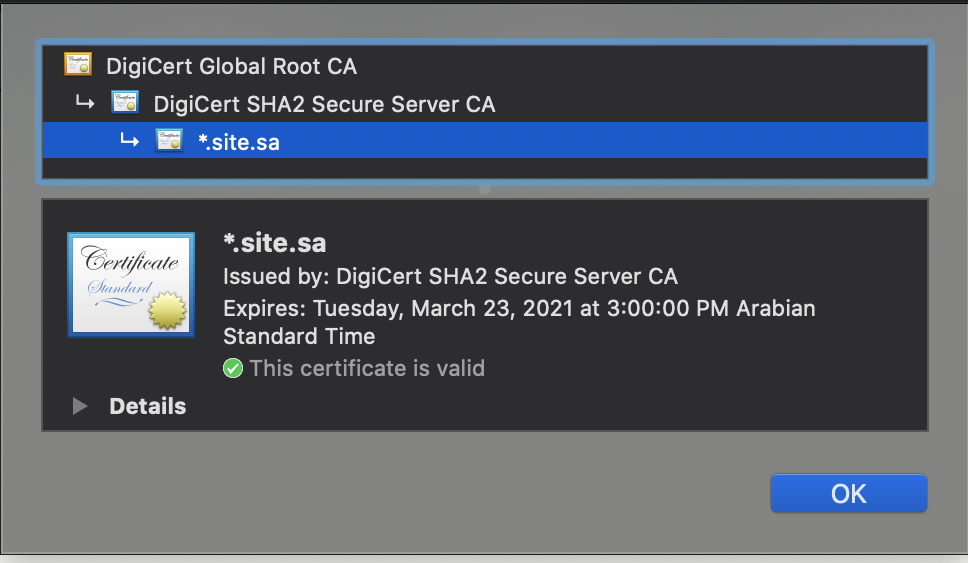 DigiCert Global Root CA
DigiCert SHA2 Secure Server CA
*.site.sa
*.site.sa
Issued by: DigiCert SHA2 Secure Server CA
Expires: Tuesday, March 23, 2021 at 3:00:00 PM Arabian
Standard Time
This certificate is valid
Certificate
Standard
Details
OK